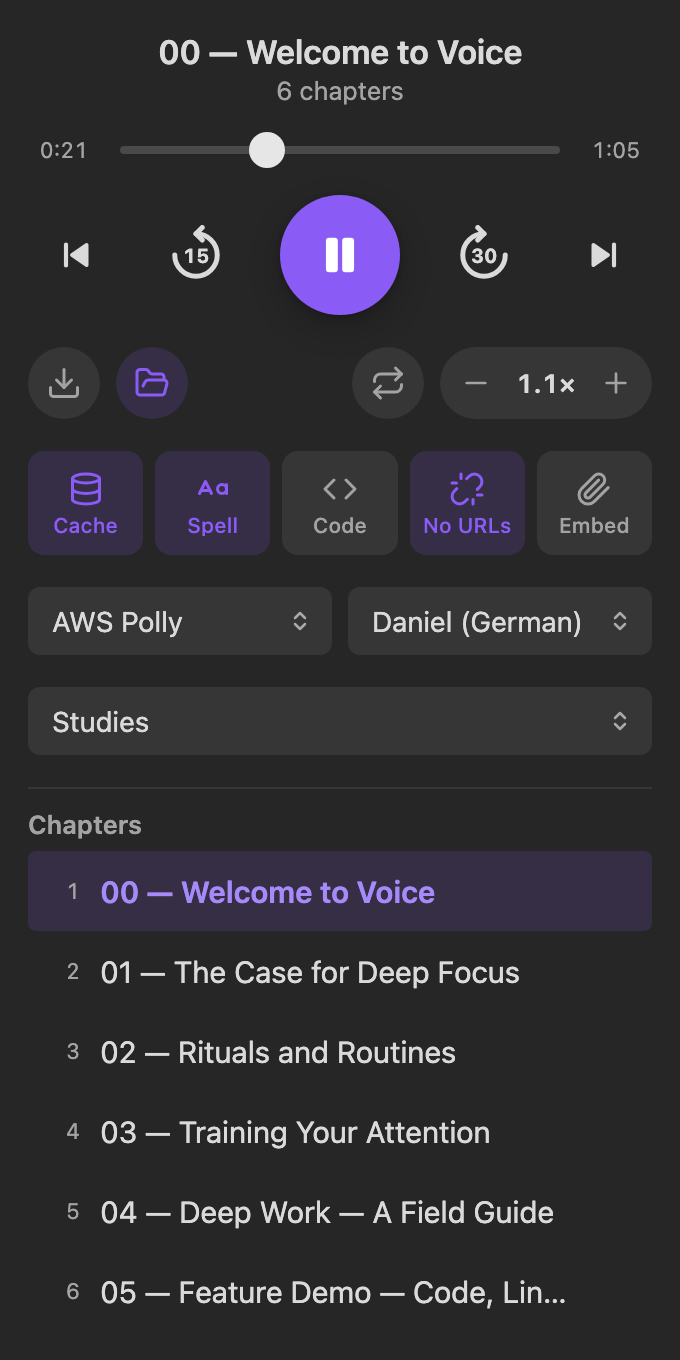 00 — Welcome to Voice
6 chapters
0:21
1:05
15
30
1.1×
Aa
Cache
Spell
Code
No URLs
Embed
AWS Polly
Daniel (German)
Studies
Chapters
1 00 — Welcome to Voice
2 01 — The Case for Deep Focus
3 02 — Rituals and Routines
4 03 — Training Your Attention
5 04 — Deep Work — A Field Guide
6 05 — Feature Demo — Code, Lin...